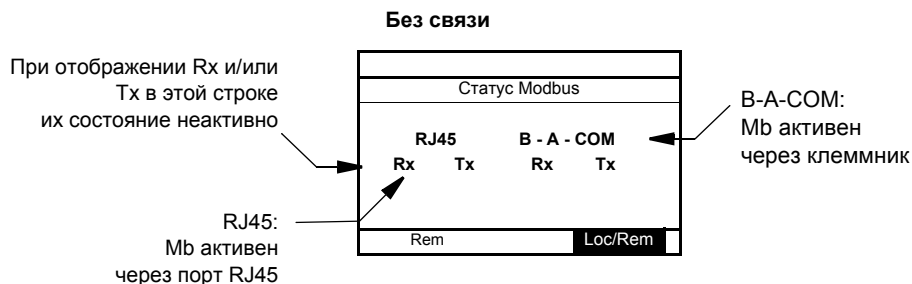 Без связи
При отображении Rx и/или
Tx в этой строке
их состояние неактивно
Статус Modbus
RJ45 B - A - COM
Rx Tx Rx Tx
Rem Loc/Rem
B-A-COM:
Mb активен
через клеммник
RJ45:
Mb активен
через порт RJ45